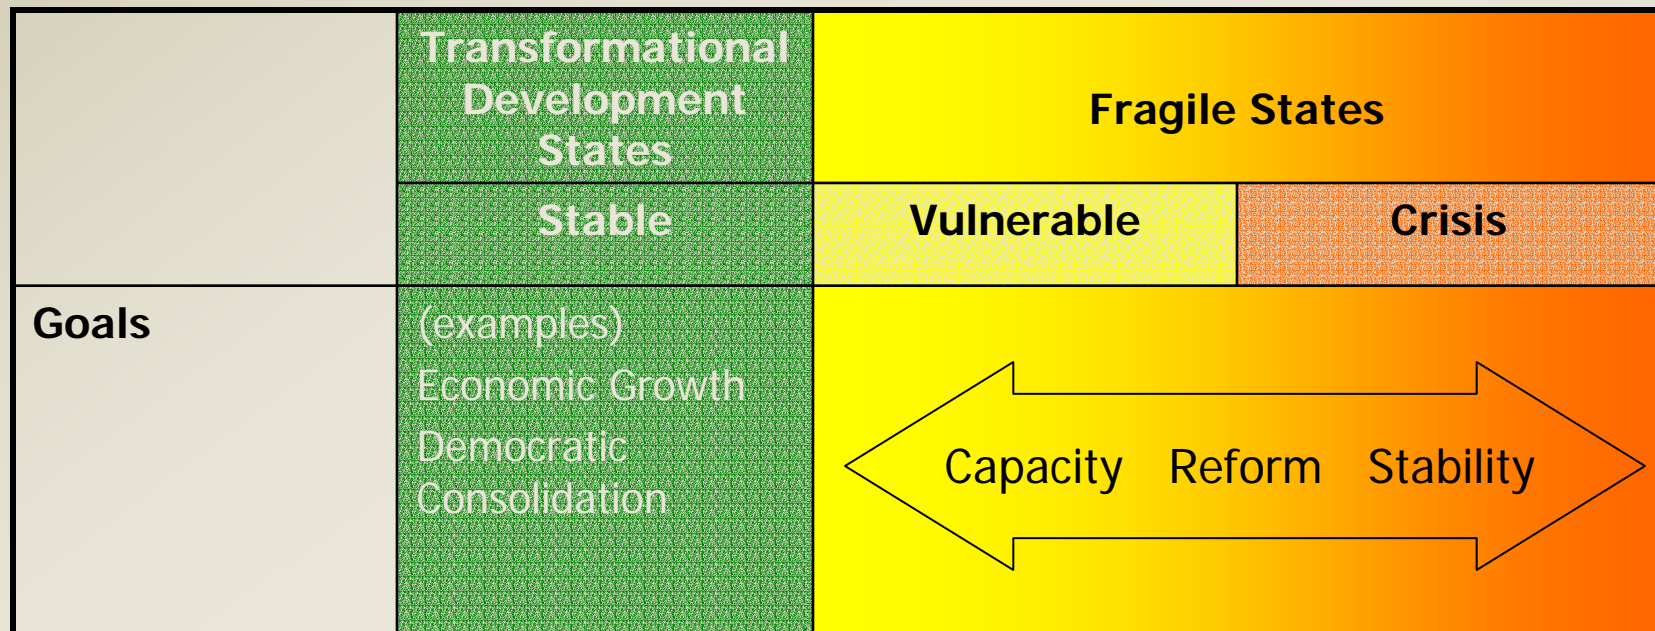 Transformational
Development
States
Fragile States
Stable
Vulnerable
Crisis
Goals
(examples)
Economic Growth
Democratic
Consolidation
Capacity Reform Stability